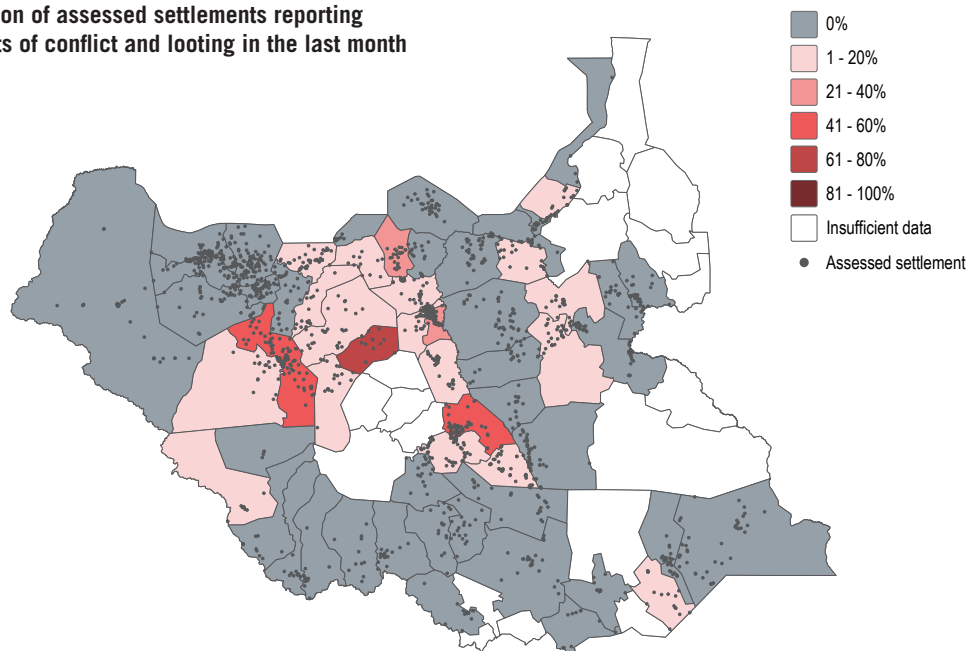 of assessed settlements reporting
of conflict and looting in the last month
0%
1 - 20%
21 - 40%
41 - 60%
61 - 80%
81 - 100%
Insufficient data
Assessed settlement